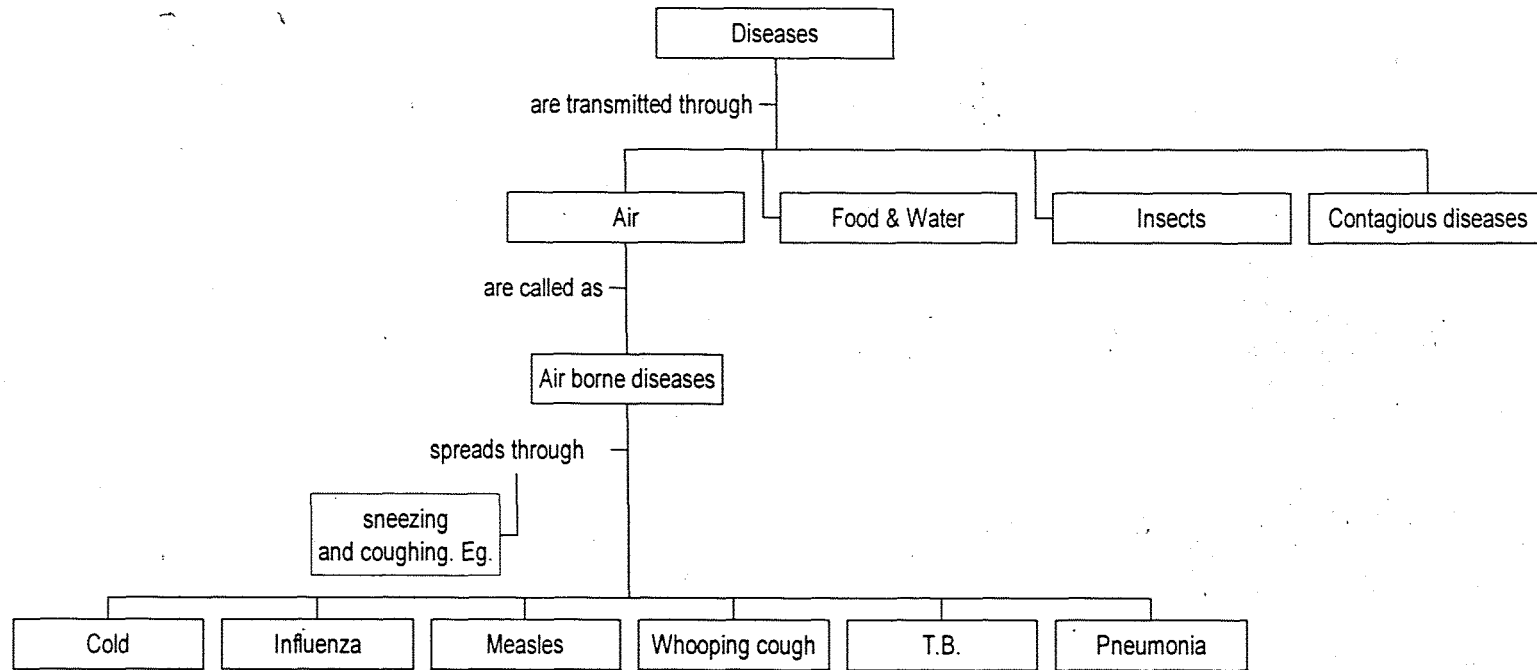 Diseases
are transmitted through
Air
Food & Water
Insects
Contagious diseases
are called as
Air borne diseases
spreads through
sneezing
and coughing. Eg.
Cold
Influenza
Measles
Whooping cough
T.B.
Pneumonia